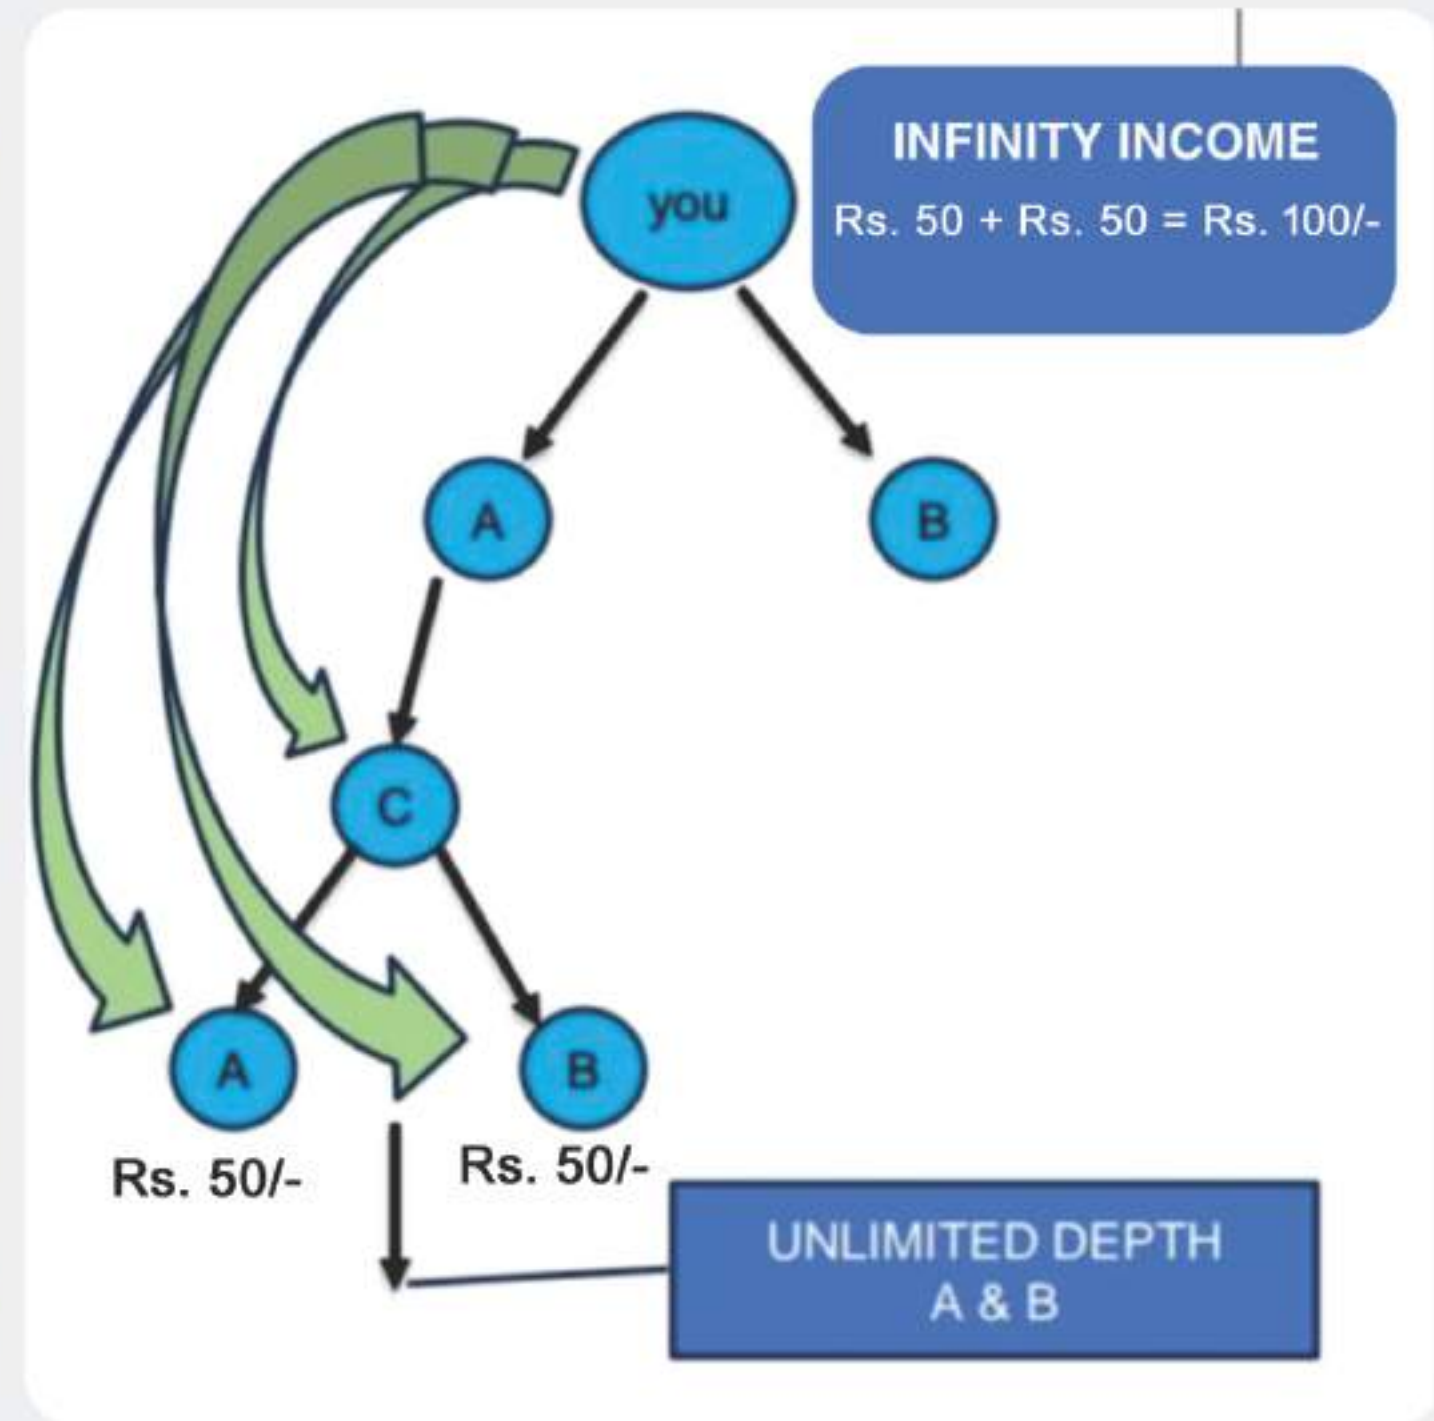 INFINITY INCOME
Rs. 50 + Rs. 50 = Rs. 100/-
you
A
B
C
A
B
Rs. 50/-
Rs. 50/-
UNLIMITED DEPTH
A & B